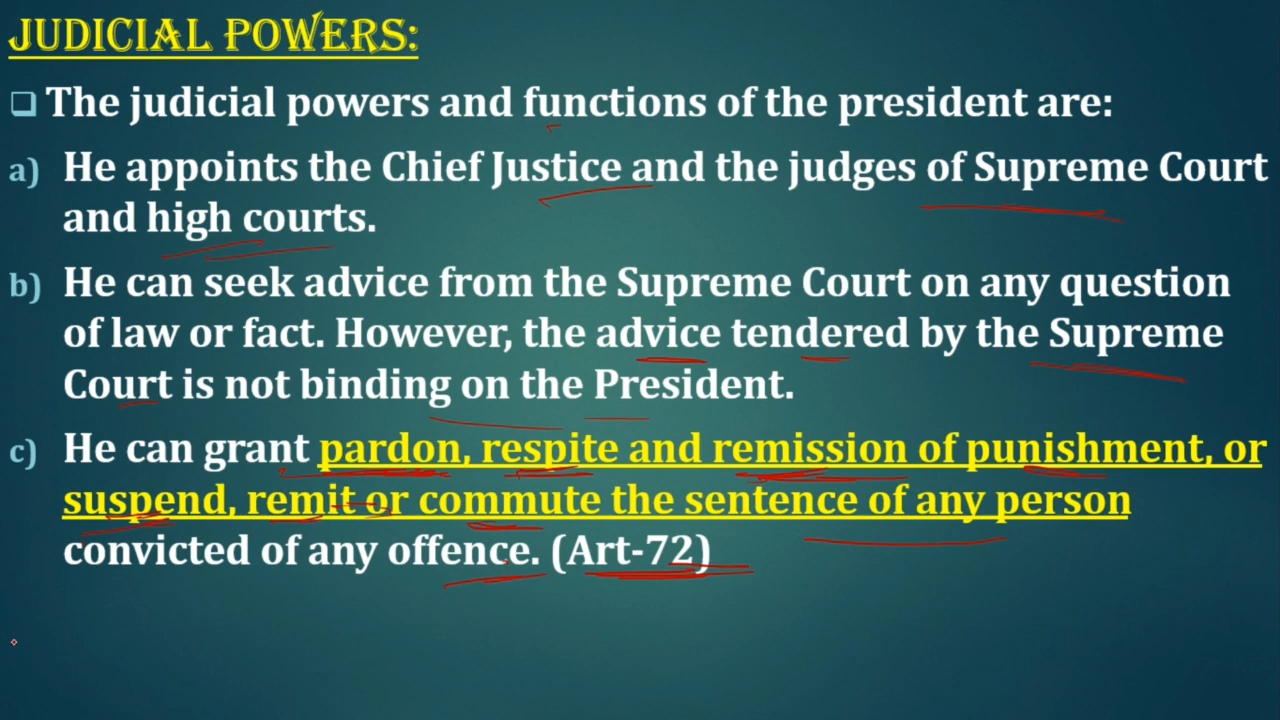 JUDICIAL POWERS:
The judicial powers and functions of the president are:
a) He appoints the Chief Justice and the judges of Supreme Court
and high courts.
b) He can seek advice from the Supreme Court on any question
of law or fact. However, the advice tendered by the Supreme
Court is not binding on the President.
c) He can grant pardon, respite and remission of punishment, or
suspend, remit or commute the sentence of any person
convicted of any offence. (Art-72)